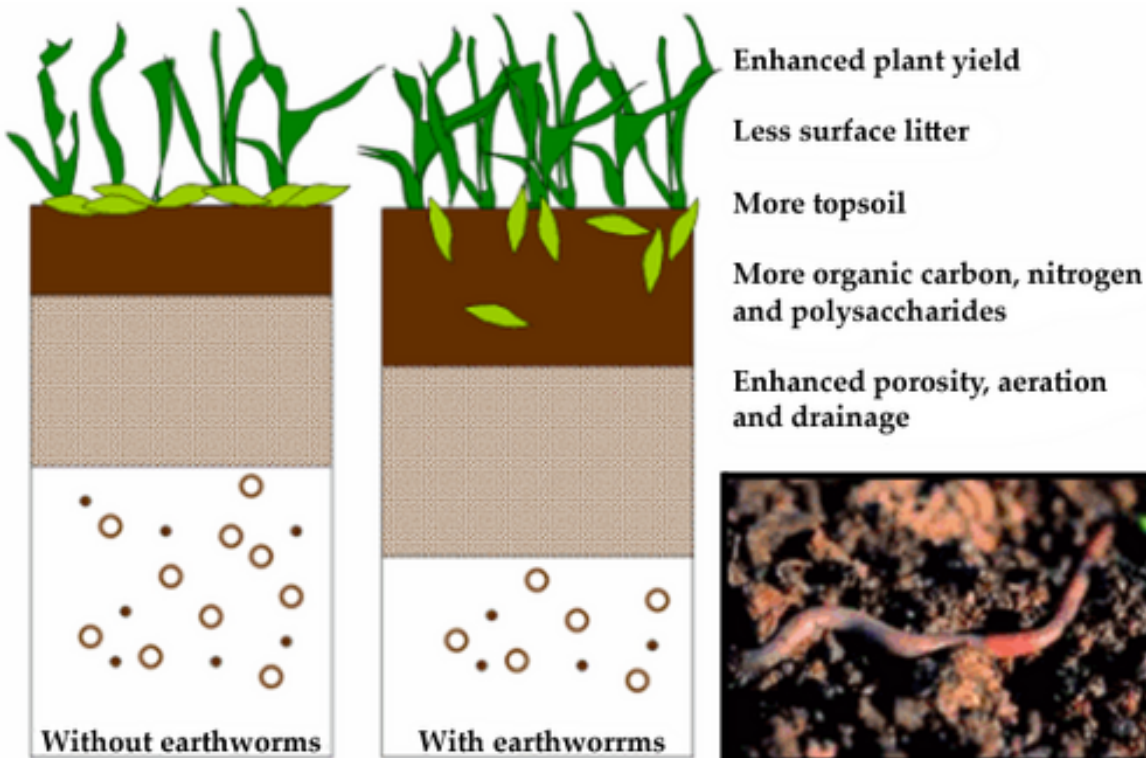 Enhanced plant yield
Less surface litter
More topsoil
More organic carbon, nitrogen
and polysaccharides
Enhanced porosity, aeration
and drainage
Without earthworms
With earthworrms